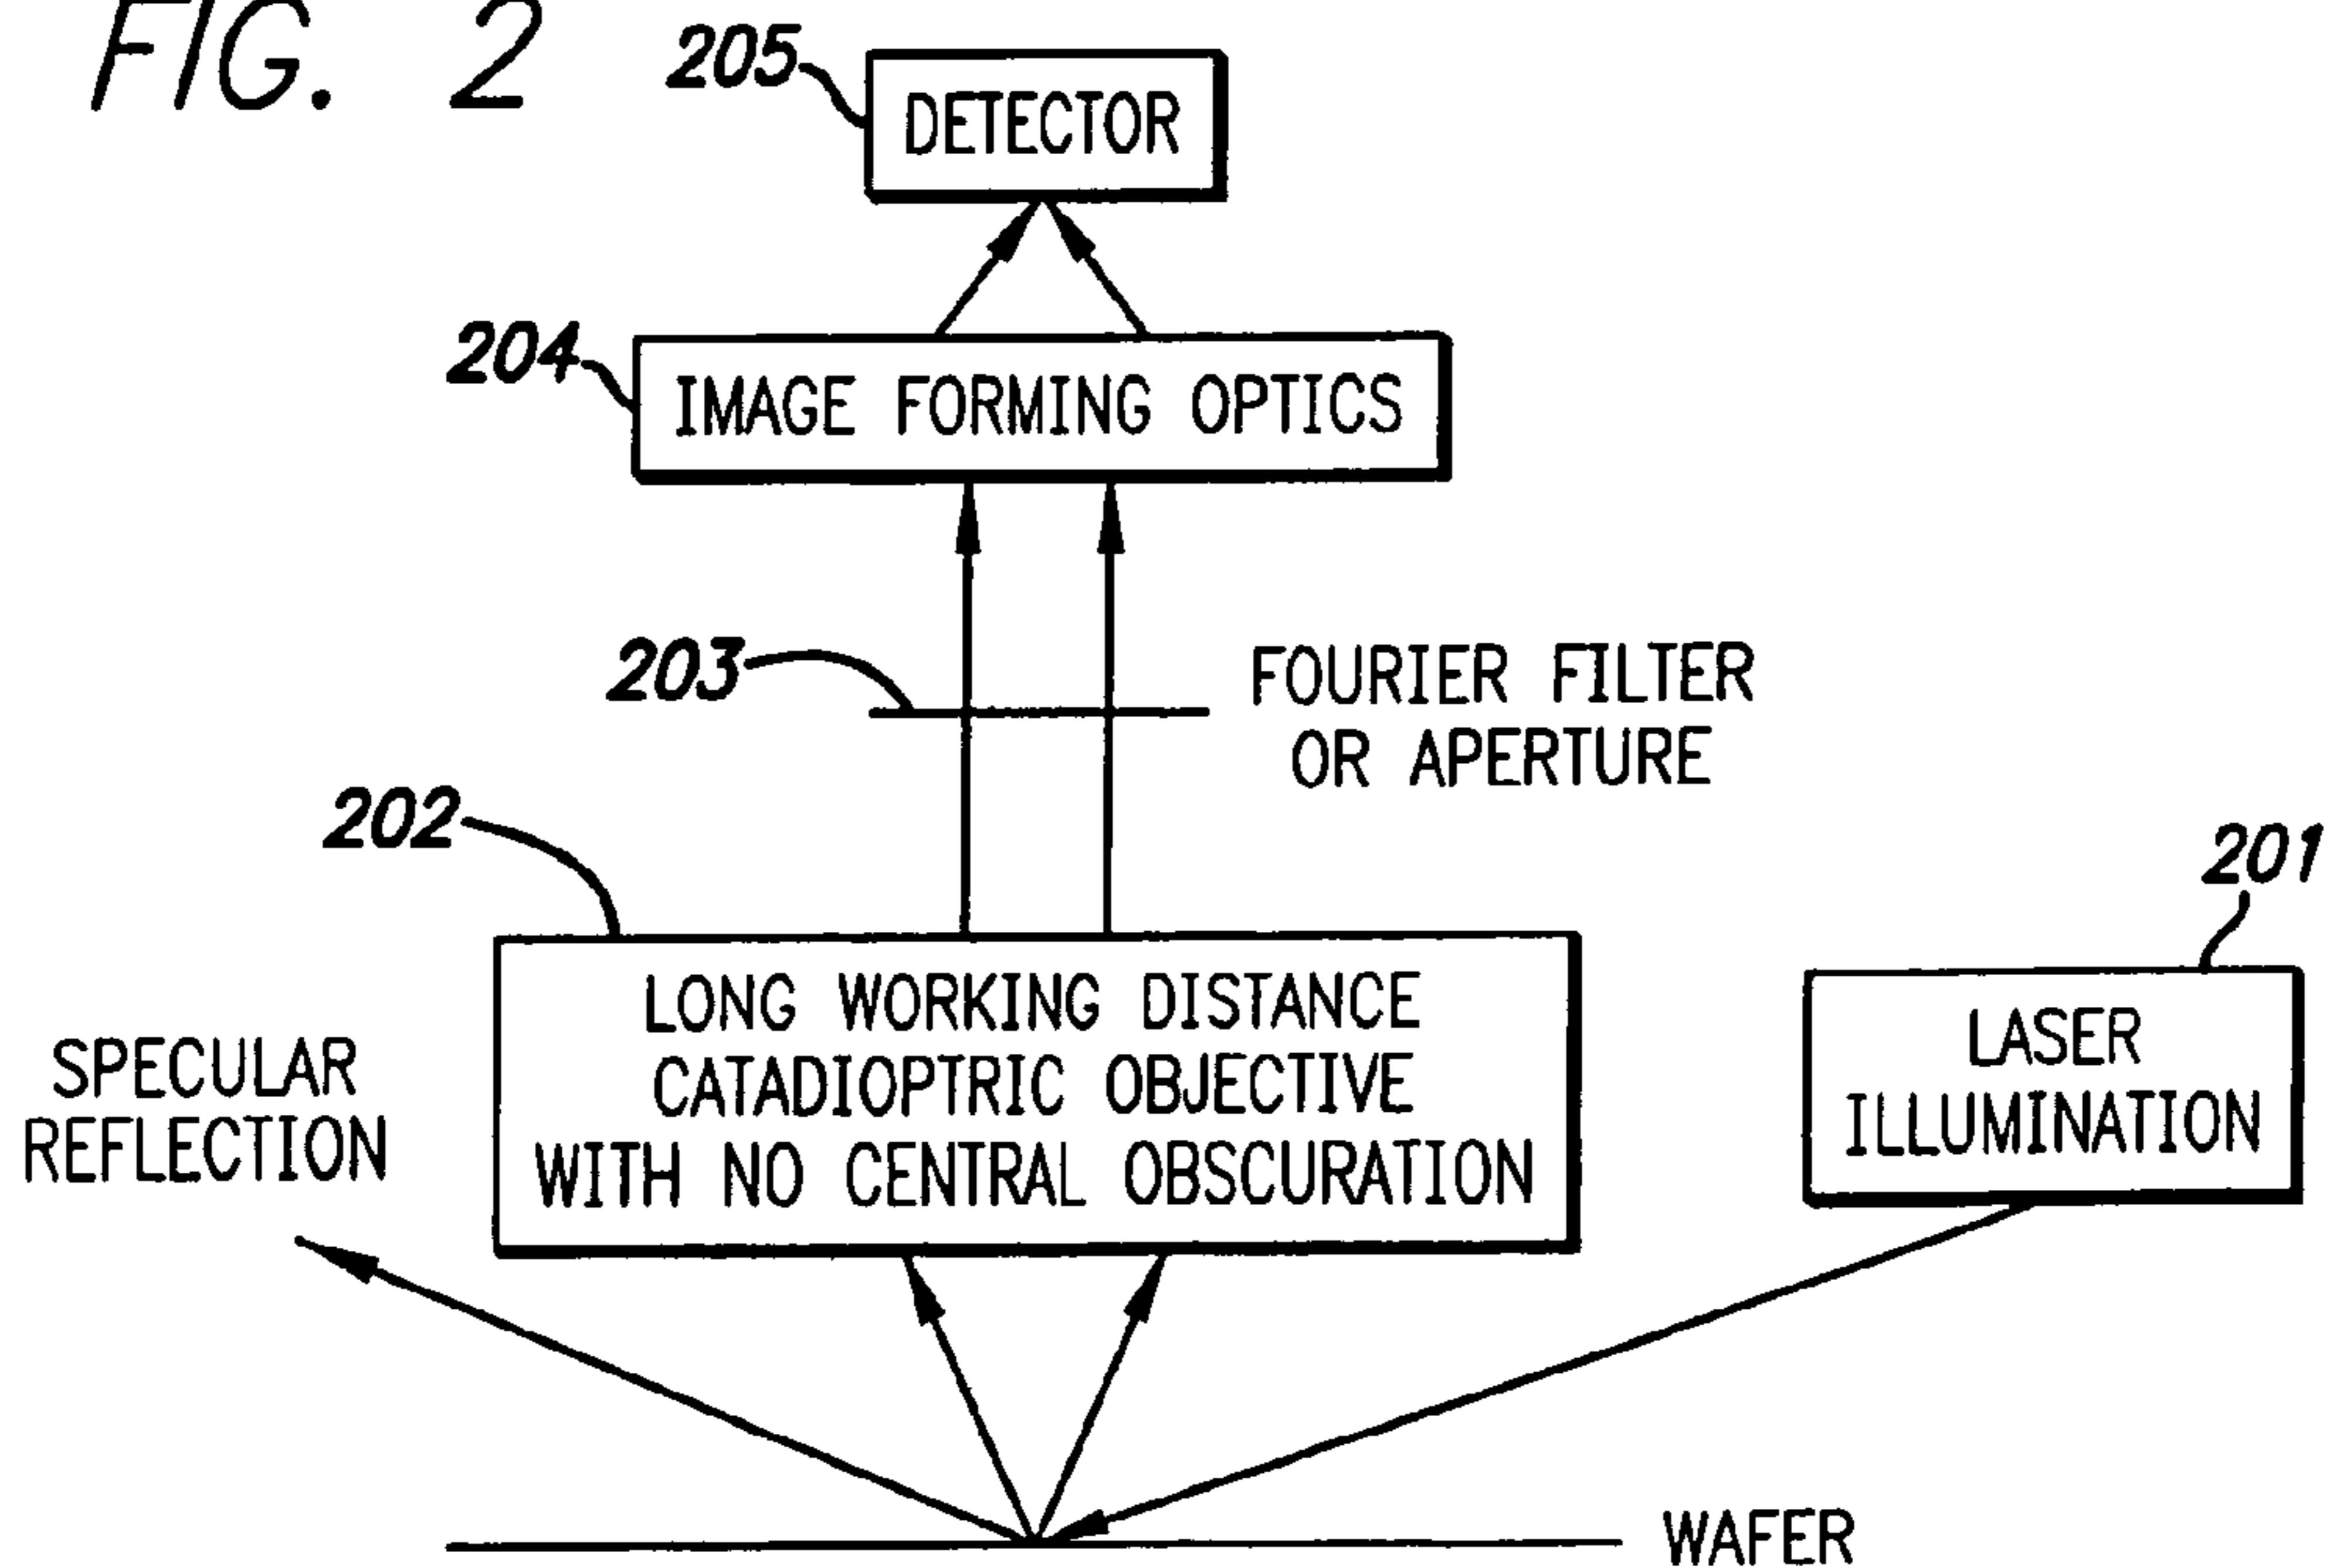 FIG. 2
205
DETECTOR
204
IMAGE FORMING OPTICS
203
FOURIER FILTER
OR APERTURE
202
201
LONG WORKING DISTANCE
CATADIOPTRIC OBJECTIVE
WITH NO CENTRAL OBSCURATION
LASER
ILLUMINATION
SPECULAR
REFLECTION
WAFER